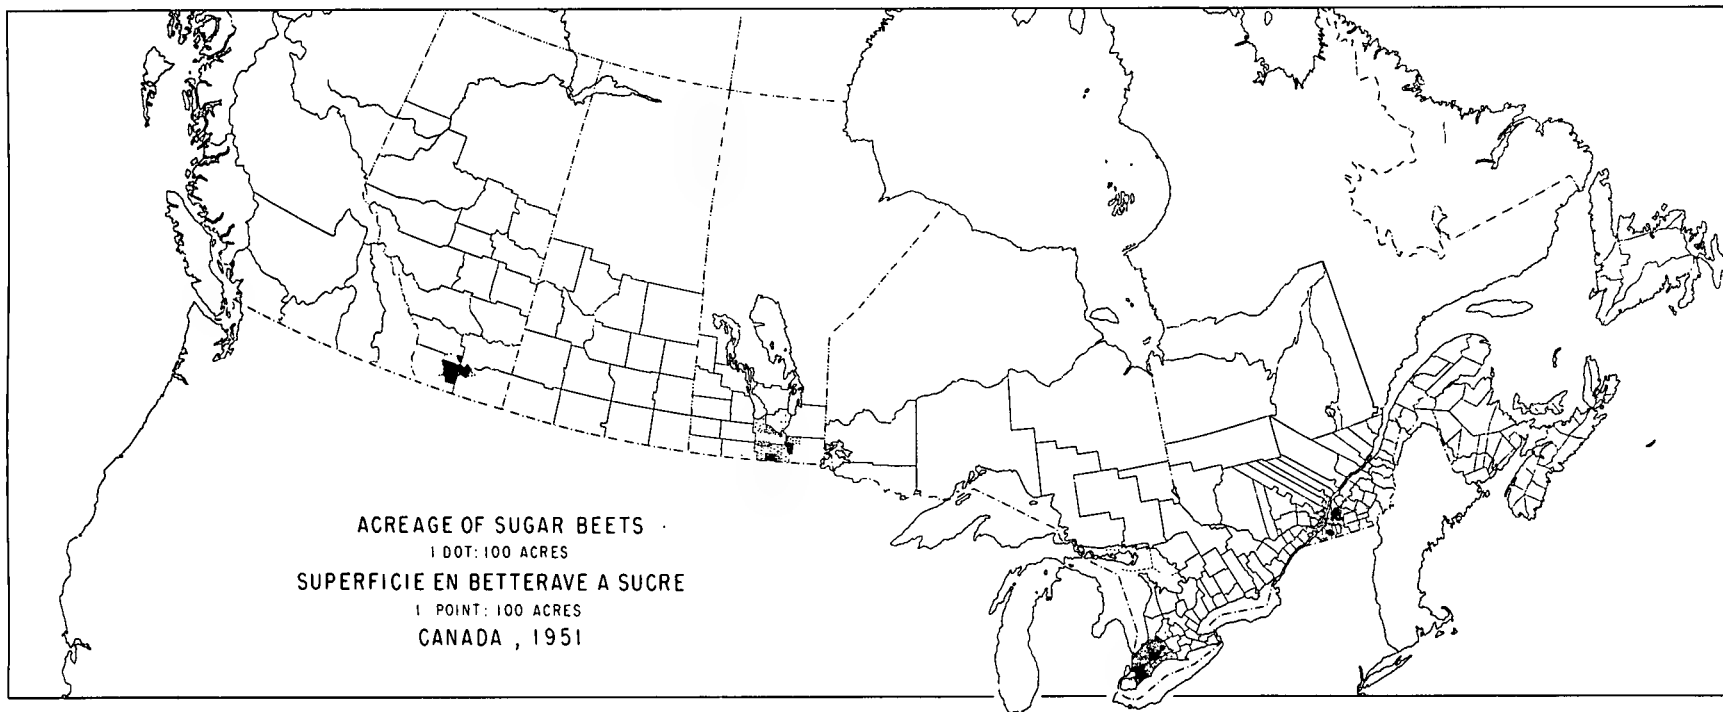 ACREAGE OF SUGAR BEETS
1 DOT: 100 ACRES
SUPERFICIE EN BETTERAVE A SUCRE
1 POINT: 100 ACRES
CANADA, 1951